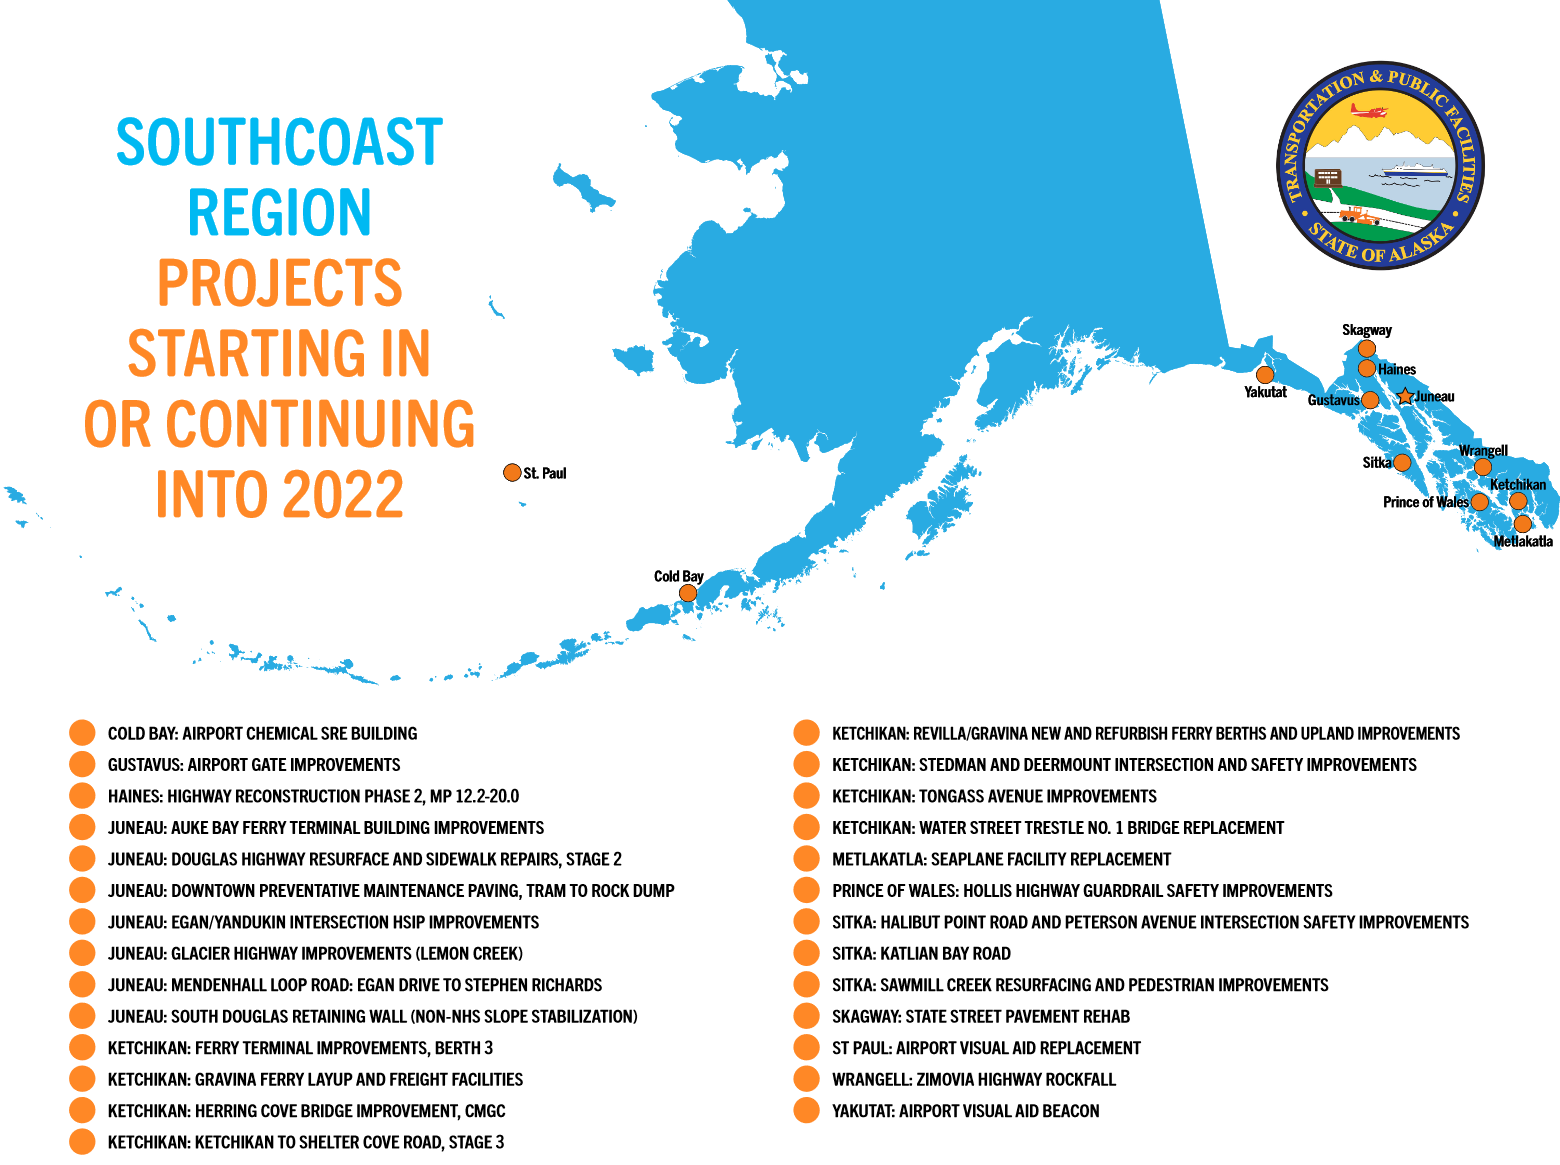 SOUTHCOAST
REGION
PROJECTS
STARTING IN
OR CONTINUING
INTO 2022
TRANSPORTATION & PUBLIC FACILITIES
• STATE OF ALASKA •
Skagway
Haines
Yakutat
Gustavus
Juneau
Wrangell
Sitka
Ketchikan
Prince of Wales
Metlakatla
St. Paul
Cold Bay
COLD BAY: AIRPORT CHEMICAL SRE BUILDING
GUSTAVUS: AIRPORT GATE IMPROVEMENTS
HAINES: HIGHWAY RECONSTRUCTION PHASE 2, MP 12.2-20.0
JUNEAU: AUKE BAY FERRY TERMINAL BUILDING IMPROVEMENTS
JUNEAU: DOUGLAS HIGHWAY RESURFACE AND SIDEWALK REPAIRS, STAGE 2
JUNEAU: DOWNTOWN PREVENTATIVE MAINTENANCE PAVING, TRAM TO ROCK DUMP
JUNEAU: EGAN/YANDUKIN INTERSECTION HSIP IMPROVEMENTS
JUNEAU: GLACIER HIGHWAY IMPROVEMENTS (LEMON CREEK)
JUNEAU: MENDENHALL LOOP ROAD: EGAN DRIVE TO STEPHEN RICHARDS
JUNEAU: SOUTH DOUGLAS RETAINING WALL (NON-NHS SLOPE STABILIZATION)
KETCHIKAN: FERRY TERMINAL IMPROVEMENTS, BERTH 3
KETCHIKAN: GRAVINA FERRY LAYUP AND FREIGHT FACILITIES
KETCHIKAN: HERRING COVE BRIDGE IMPROVEMENT, CMGC
KETCHIKAN: KETCHIKAN TO SHELTER COVE ROAD, STAGE 3
KETCHIKAN: REVILLA/GRAVINA NEW AND REFURBISH FERRY BERTHS AND UPLAND IMPROVEMENTS
KETCHIKAN: STEDMAN AND DEERMOUNT INTERSECTION AND SAFETY IMPROVEMENTS
KETCHIKAN: TONGASS AVENUE IMPROVEMENTS
KETCHIKAN: WATER STREET TRESTLE NO. 1 BRIDGE REPLACEMENT
METLAKATLA: SEAPLANE FACILITY REPLACEMENT
PRINCE OF WALES: HOLLIS HIGHWAY GUARDRAIL SAFETY IMPROVEMENTS
SITKA: HALIBUT POINT ROAD AND PETERSON AVENUE INTERSECTION SAFETY IMPROVEMENTS
SITKA: KATLIAN BAY ROAD
SITKA: SAWMILL CREEK RESURFACING AND PEDESTRIAN IMPROVEMENTS
SKAGWAY: STATE STREET PAVEMENT REHAB
ST PAUL: AIRPORT VISUAL AID REPLACEMENT
WRANGELL: ZIMOVIA HIGHWAY ROCKFALL
YAKUTAT: AIRPORT VISUAL AID BEACON